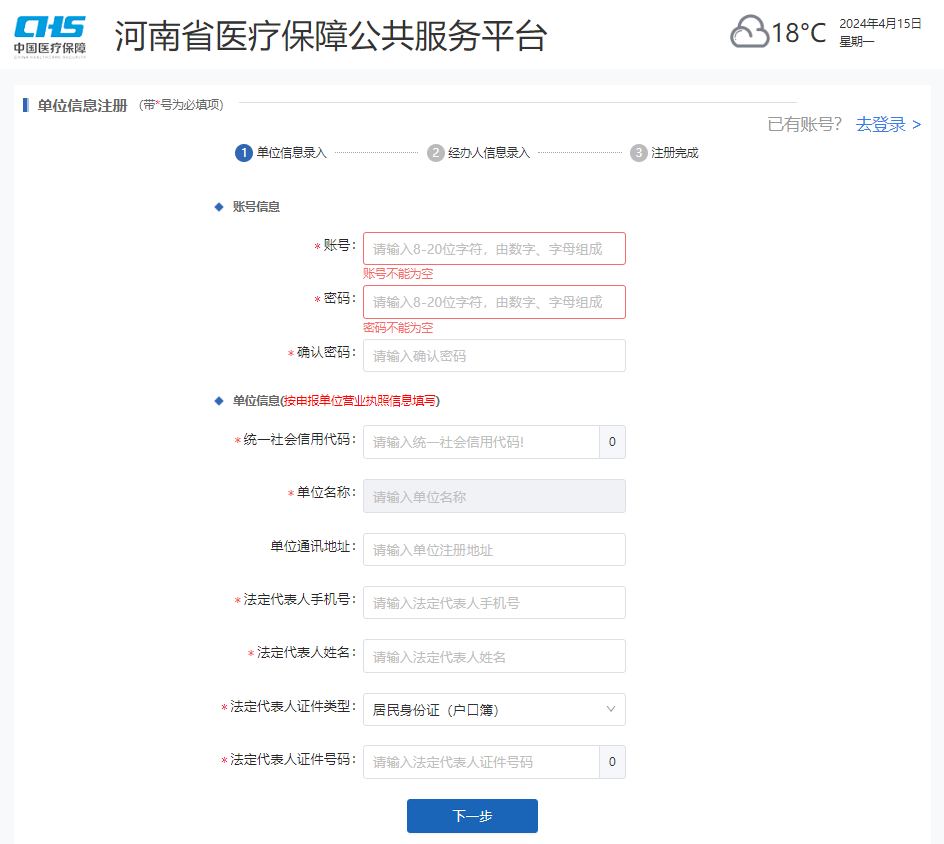 CHS
中国医疗保障
CHINA HEALTHCARE SECURITY
河南省医疗保障公共服务平台
18°C
2024年4月15日
星期一
单位信息注册 (带*号为必填项)
已有账号? 去登录 >
1 单位信息录入 2 经办人信息录入 3 注册完成
账号信息
*账号: 请输入8-20位字符，由数字、字母组成
账号不能为空
*密码: 请输入8-20位字符，由数字、字母组成
密码不能为空
*确认密码: 请输入确认密码
单位信息(按申报单位营业执照信息填写)
*统一社会信用代码: 请输入统一社会信用代码! 0
*单位名称: 请输入单位名称
单位通讯地址: 请输入单位注册地址
*法定代表人手机号: 请输入法定代表人手机号
*法定代表人姓名: 请输入法定代表人姓名
*法定代表人证件类型: 居民身份证（户口簿）
*法定代表人证件号码: 请输入法定代表人证件号码 0
下一步